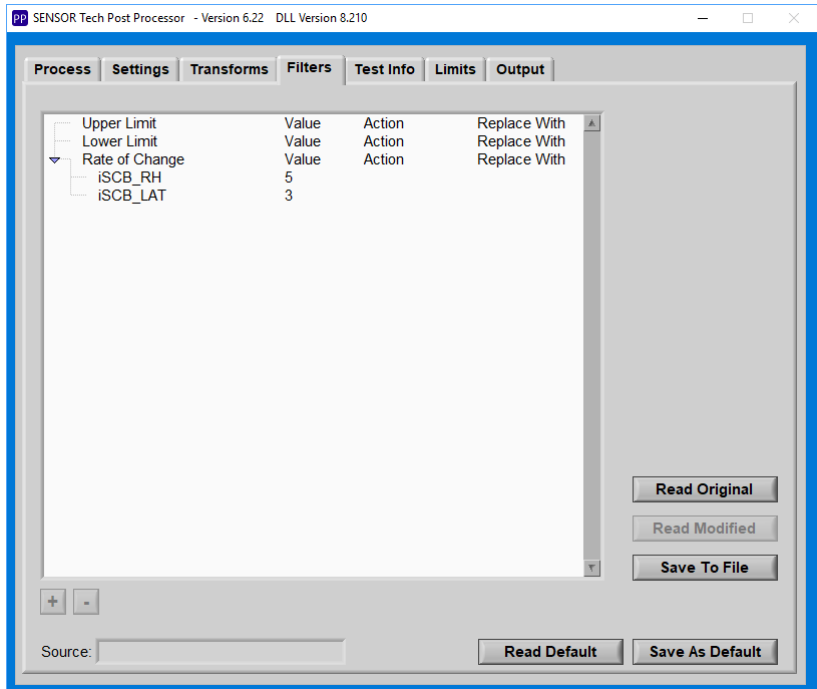 PP SENSOR Tech Post Processor - Version 6.22 DLL Version 8.210
Process Settings Transforms Filters Test Info Limits Output
Upper Limit Value Action Replace With
Lower Limit Value Action Replace With
Rate of Change Value Action Replace With
iSCB_RH 5
iSCB_LAT 3
Read Original
Read Modified
Save To File
+ -
Source: Read Default Save As Default